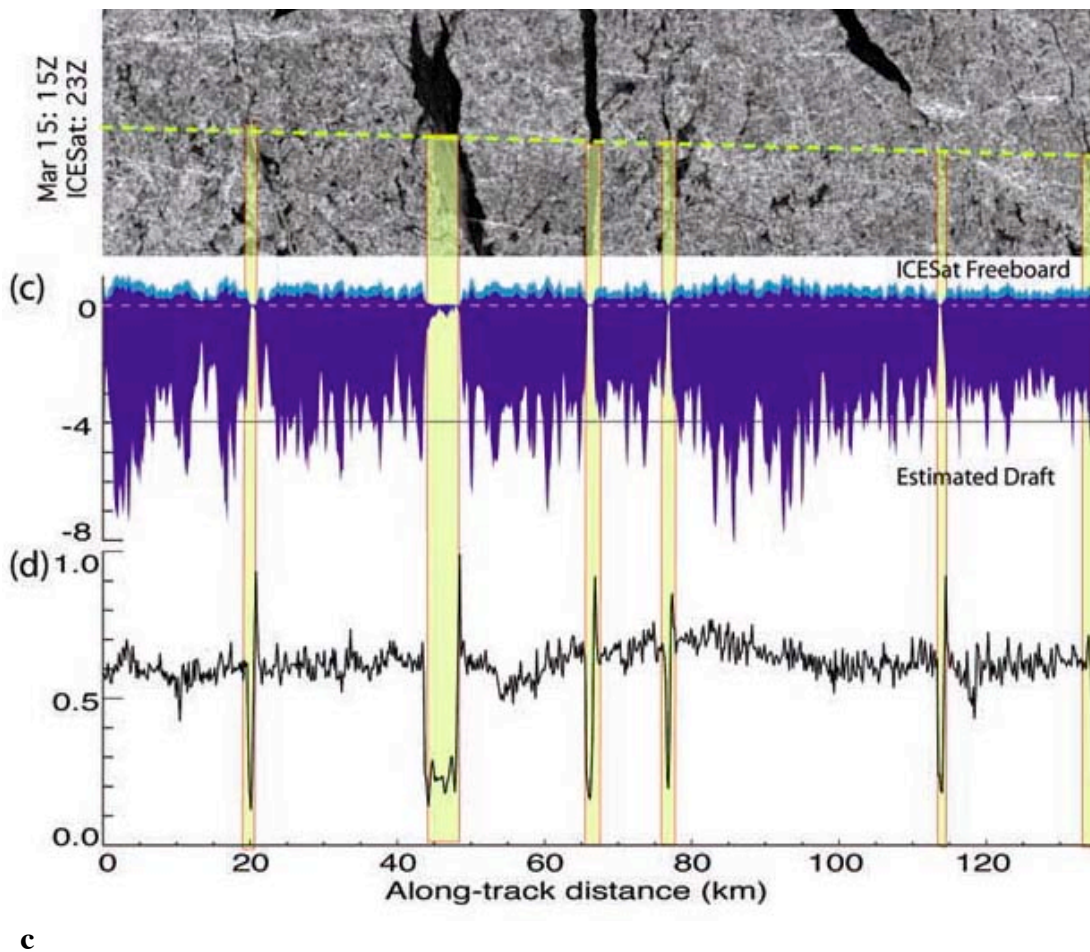 Mar 15: 15Z
ICESat: 23Z
(c)
ICESat Freeboard
0
-4
Estimated Draft
-8
(d)
1.0
0.5
0.0
0 20 40 60 80 100 120
Along-track distance (km)
c